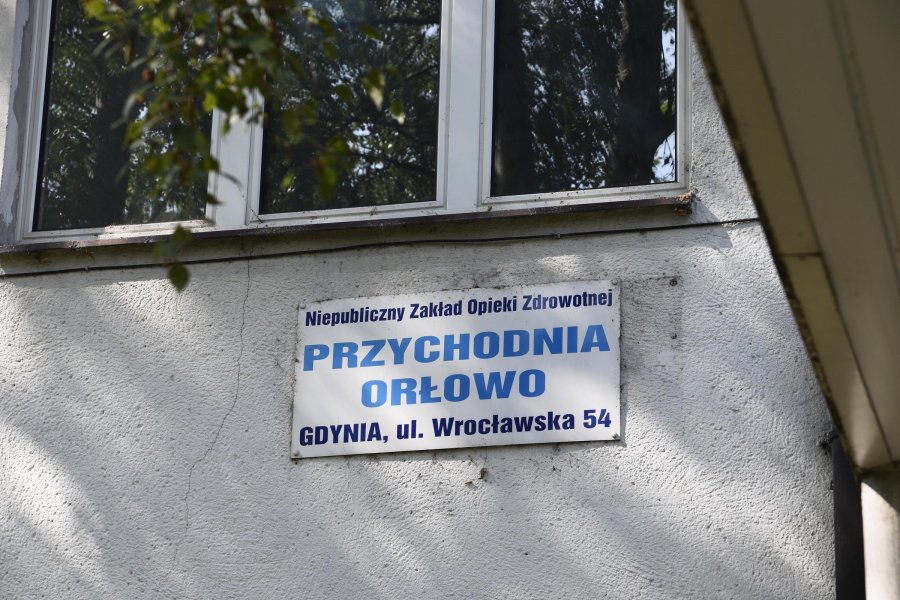 Niepubliczny Zakład Opieki Zdrowotnej
PRZYCHODNIA
ORŁOWO
GDYNIA, ul. Wrocławska 54